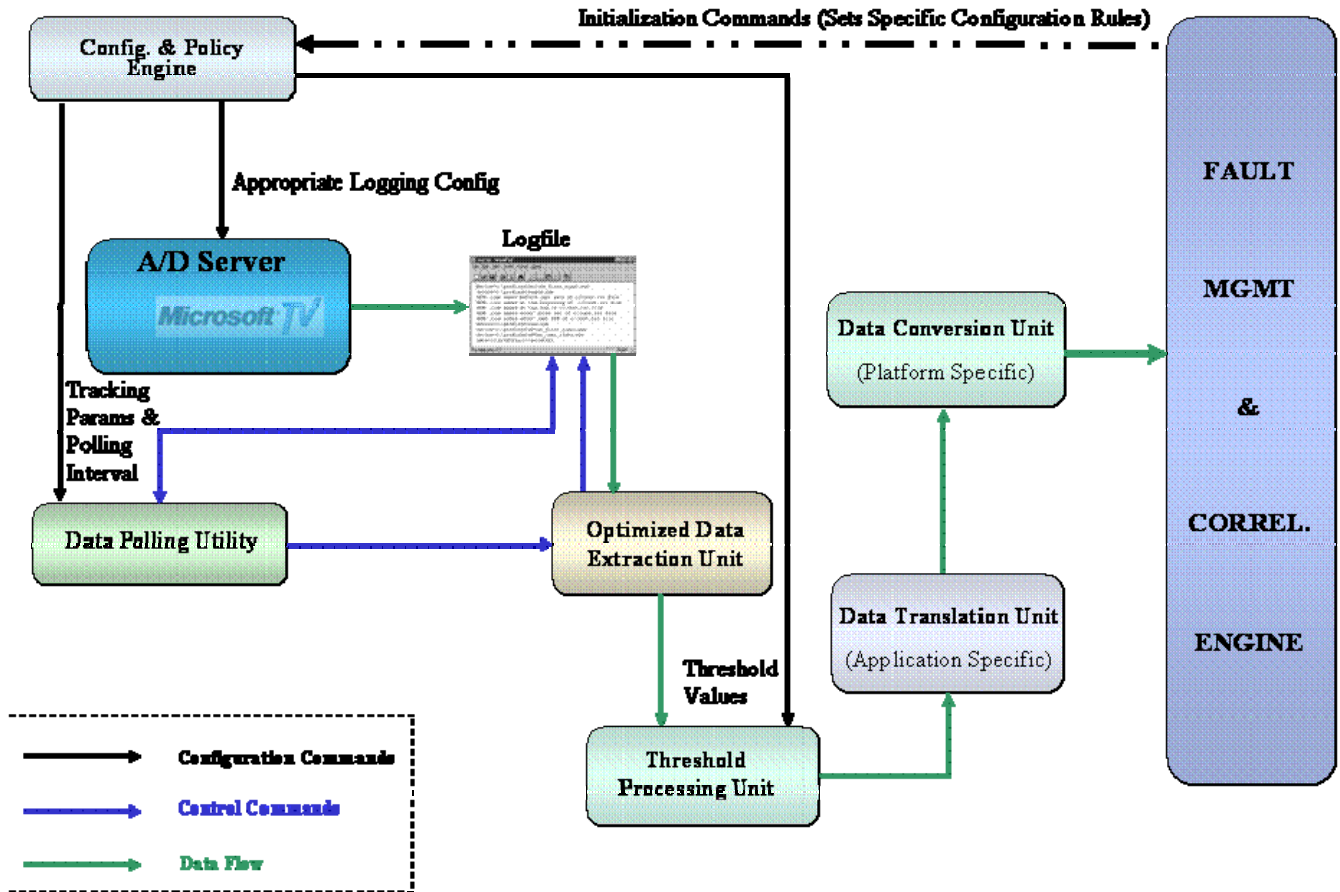 Initialization Commands (Sets Specific Configuration Rules)
Config. & Policy
Engine
Appropriate Logging Config
A/D Server
Microsoft TV
Logfile
Tracking
Params &
Polling
Interval
Data Polling Utility
Optimized Data
Extraction Unit
Threshold
Values
Threshold
Processing Unit
Data Conversion Unit
(Platform Specific)
Data Translation Unit
(Application Specific)
FAULT
MGMT
&
CORREL.
ENGINE
Configuration Commands
Control Commands
Data Flow